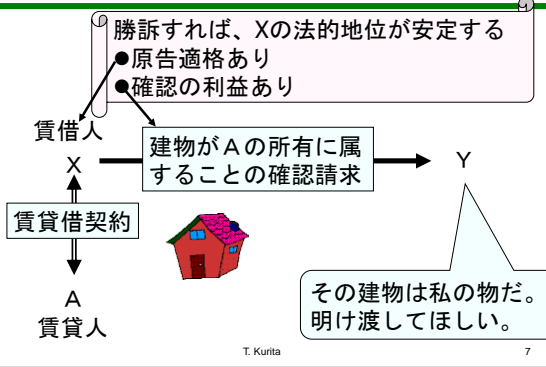 勝訴すれば、Xの法的地位が安定する
●原告適格あり
●確認の利益あり
賃借人
X
建物がAの所有に属
することの確認請求
Y
賃貸借契約
A
賃貸人
その建物は私の物だ。
明け渡してほしい。
T. Kurita
7